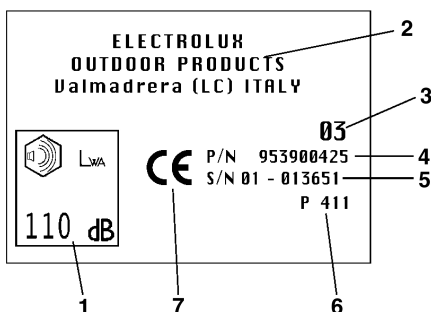 ELECTROLUX
OUTDOOR PRODUCTS
Valmadrera (LC) ITALY
2
03
3
P/N 953900425
4
S/N 01 - 013651
5
P 411
LWA
110 dB
CE
1
7
6